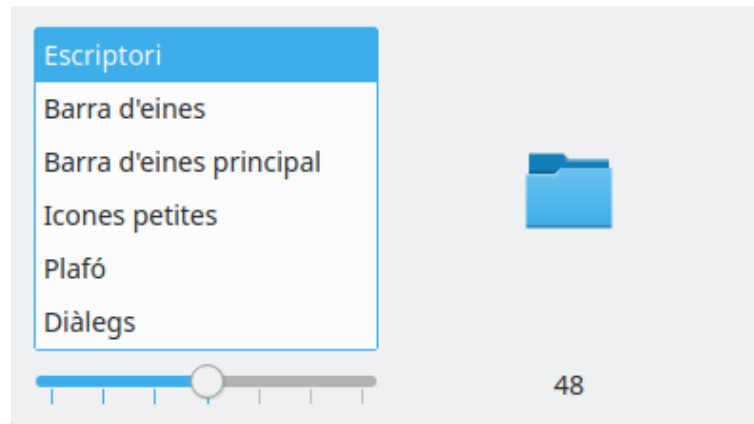 Escriptori
Barra d'eines
Barra d'eines principal
Icones petites
Plafó
Diàlegs
48